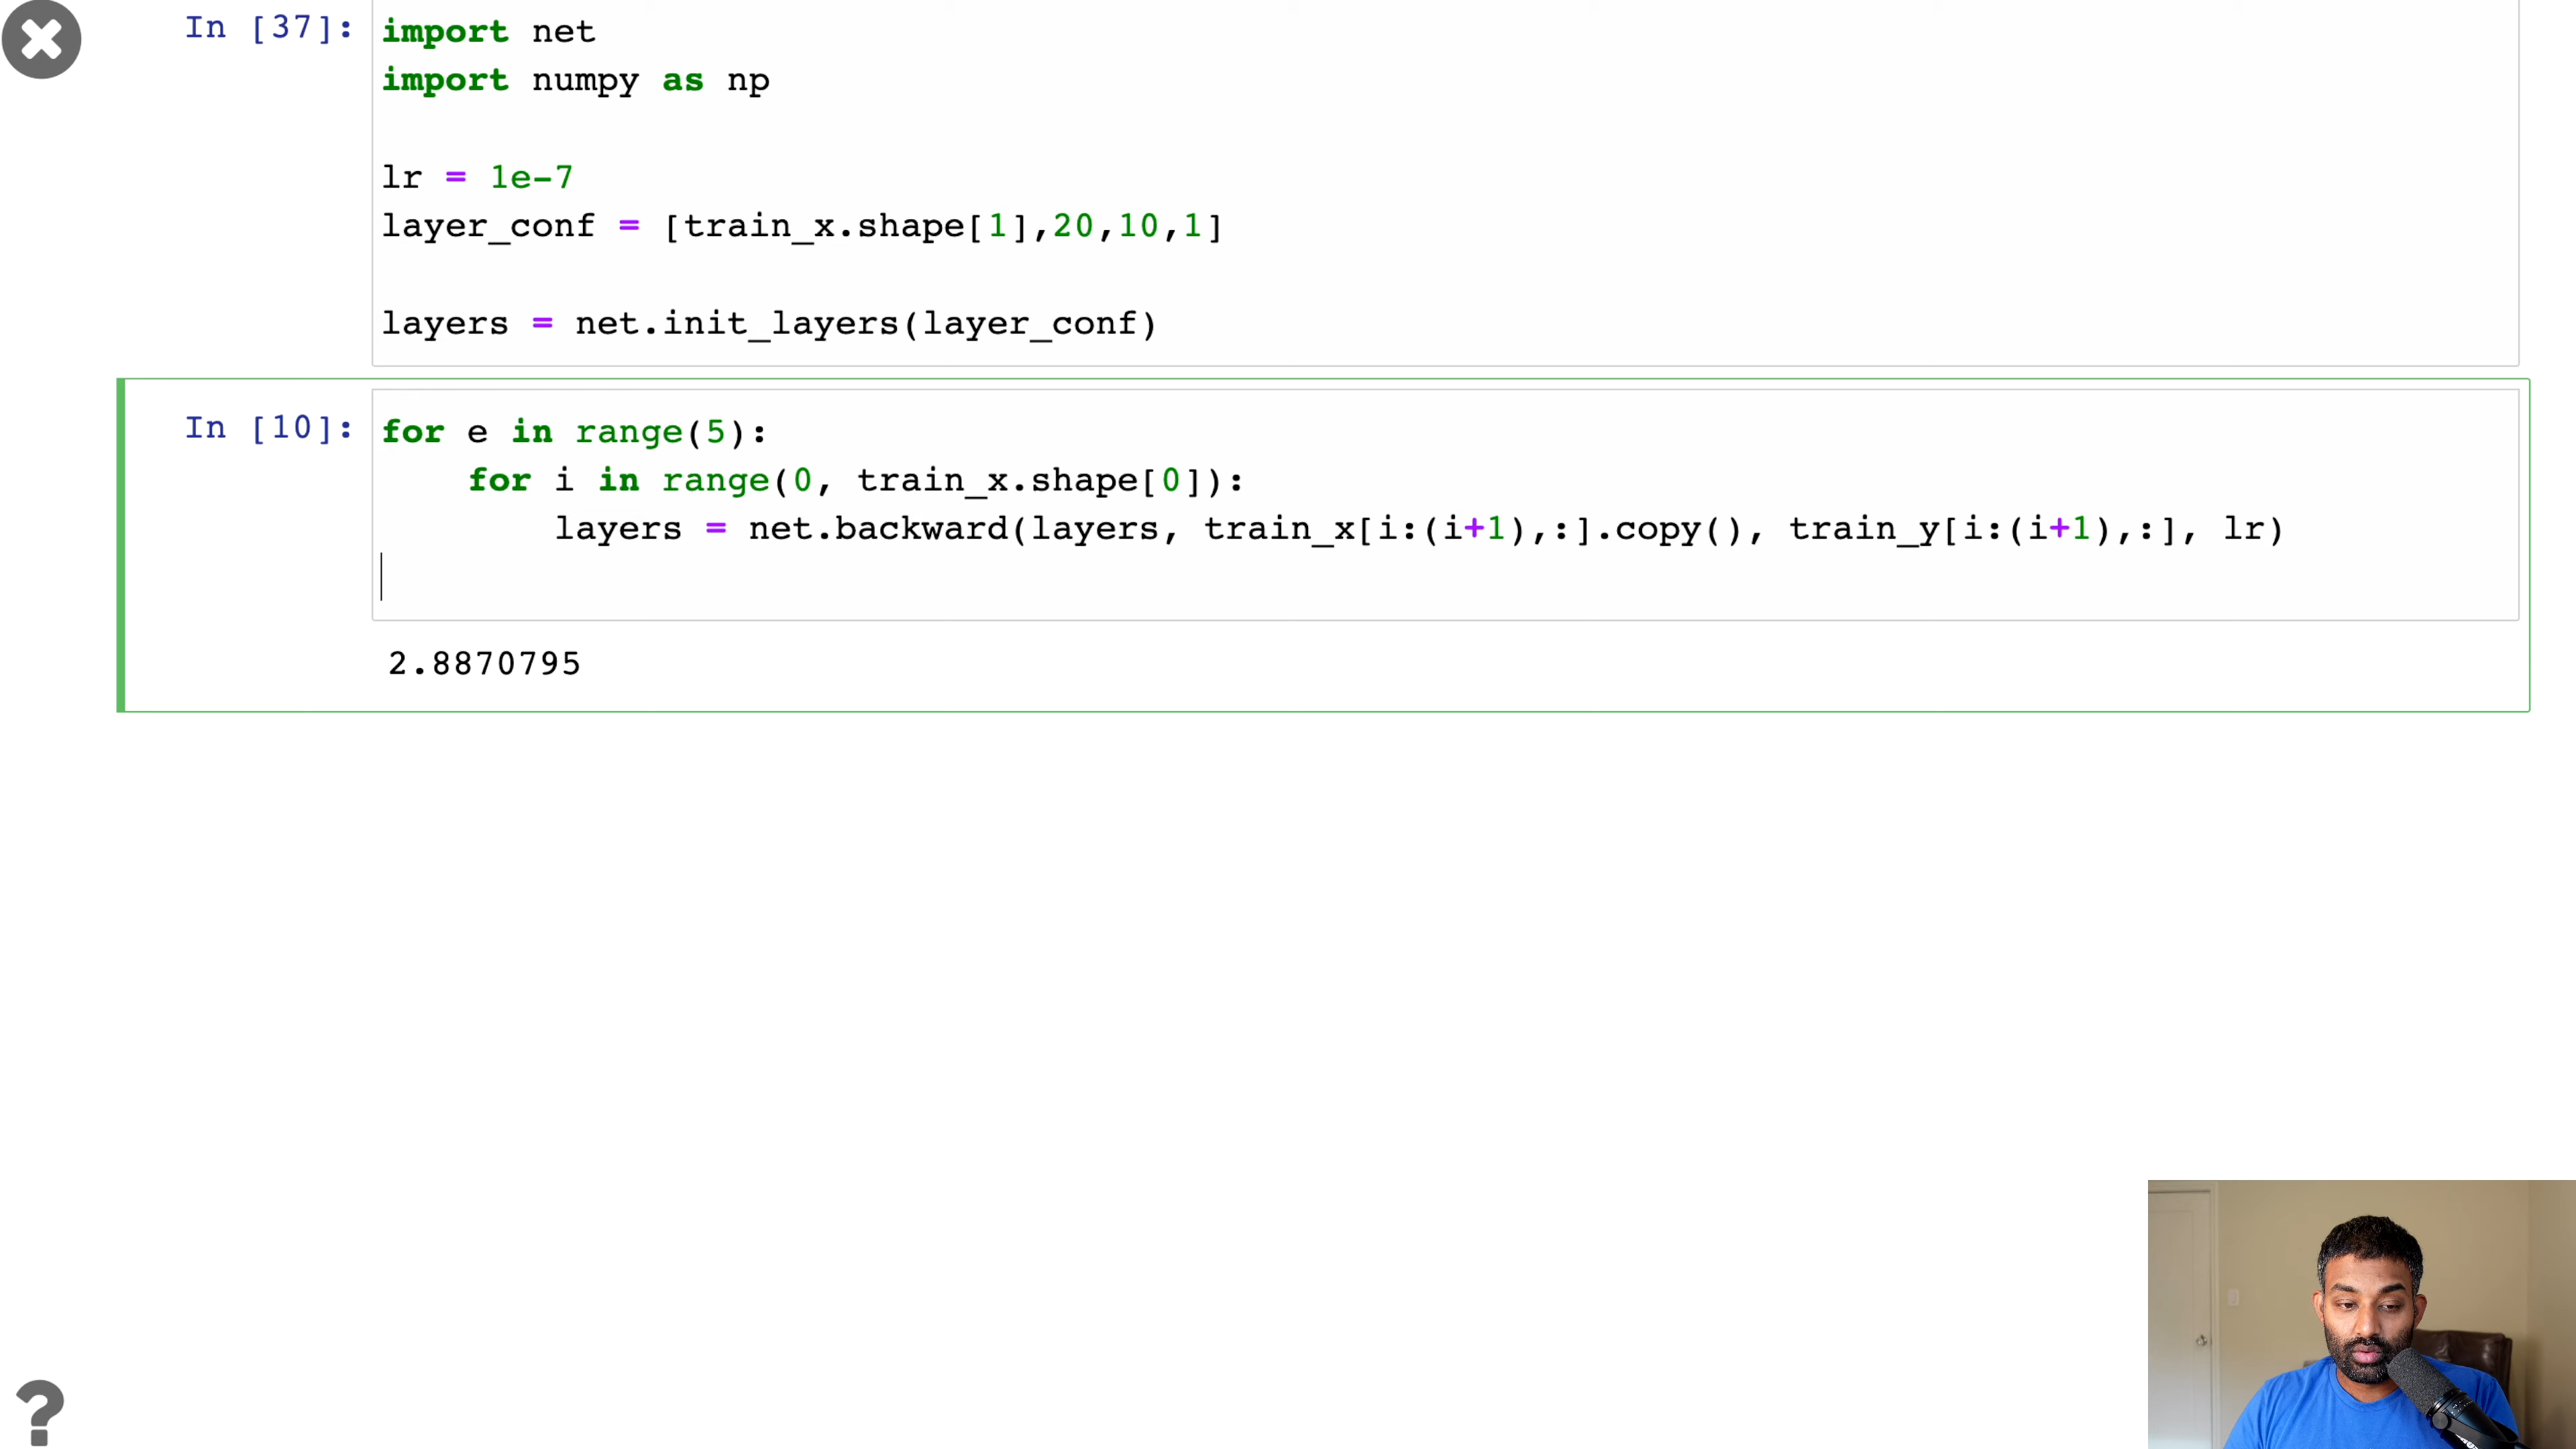 In [37]:
import net
import numpy as np
lr = 1e-7
layer_conf = [train_x.shape[1],20,10,1]
layers = net.init_layers(layer_conf)
In [10]:
for e in range(5):
    for i in range(0, train_x.shape[0]):
        layers = net.backward(layers, train_x[i:(i+1),:].copy(), train_y[i:(i+1),:], lr)
2.8870795
?